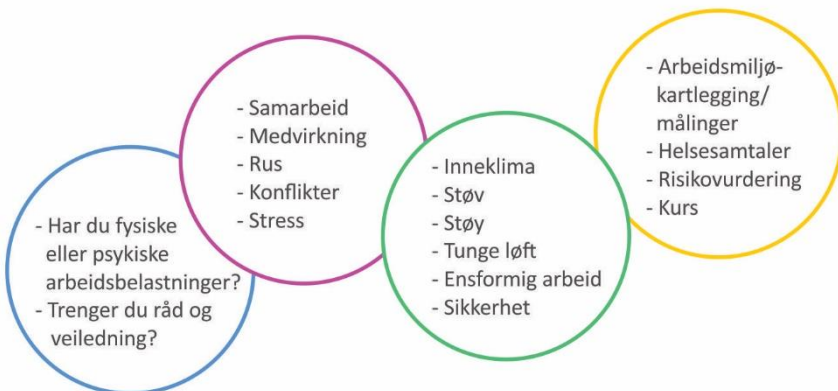 - Har du fysiske
eller psykiske
arbeidsbelastninger?
- Trenger du råd og
veiledning?
- Samarbeid
- Medvirkning
- Rus
- Konflikter
- Stress
- Inneklima
- Støv
- Støy
- Tunge løft
- Ensformig arbeid
- Sikkerhet
- Arbeidsmiljø-
kartlegging/
målinger
- Helsesamtaler
- Risikovurdering
- Kurs